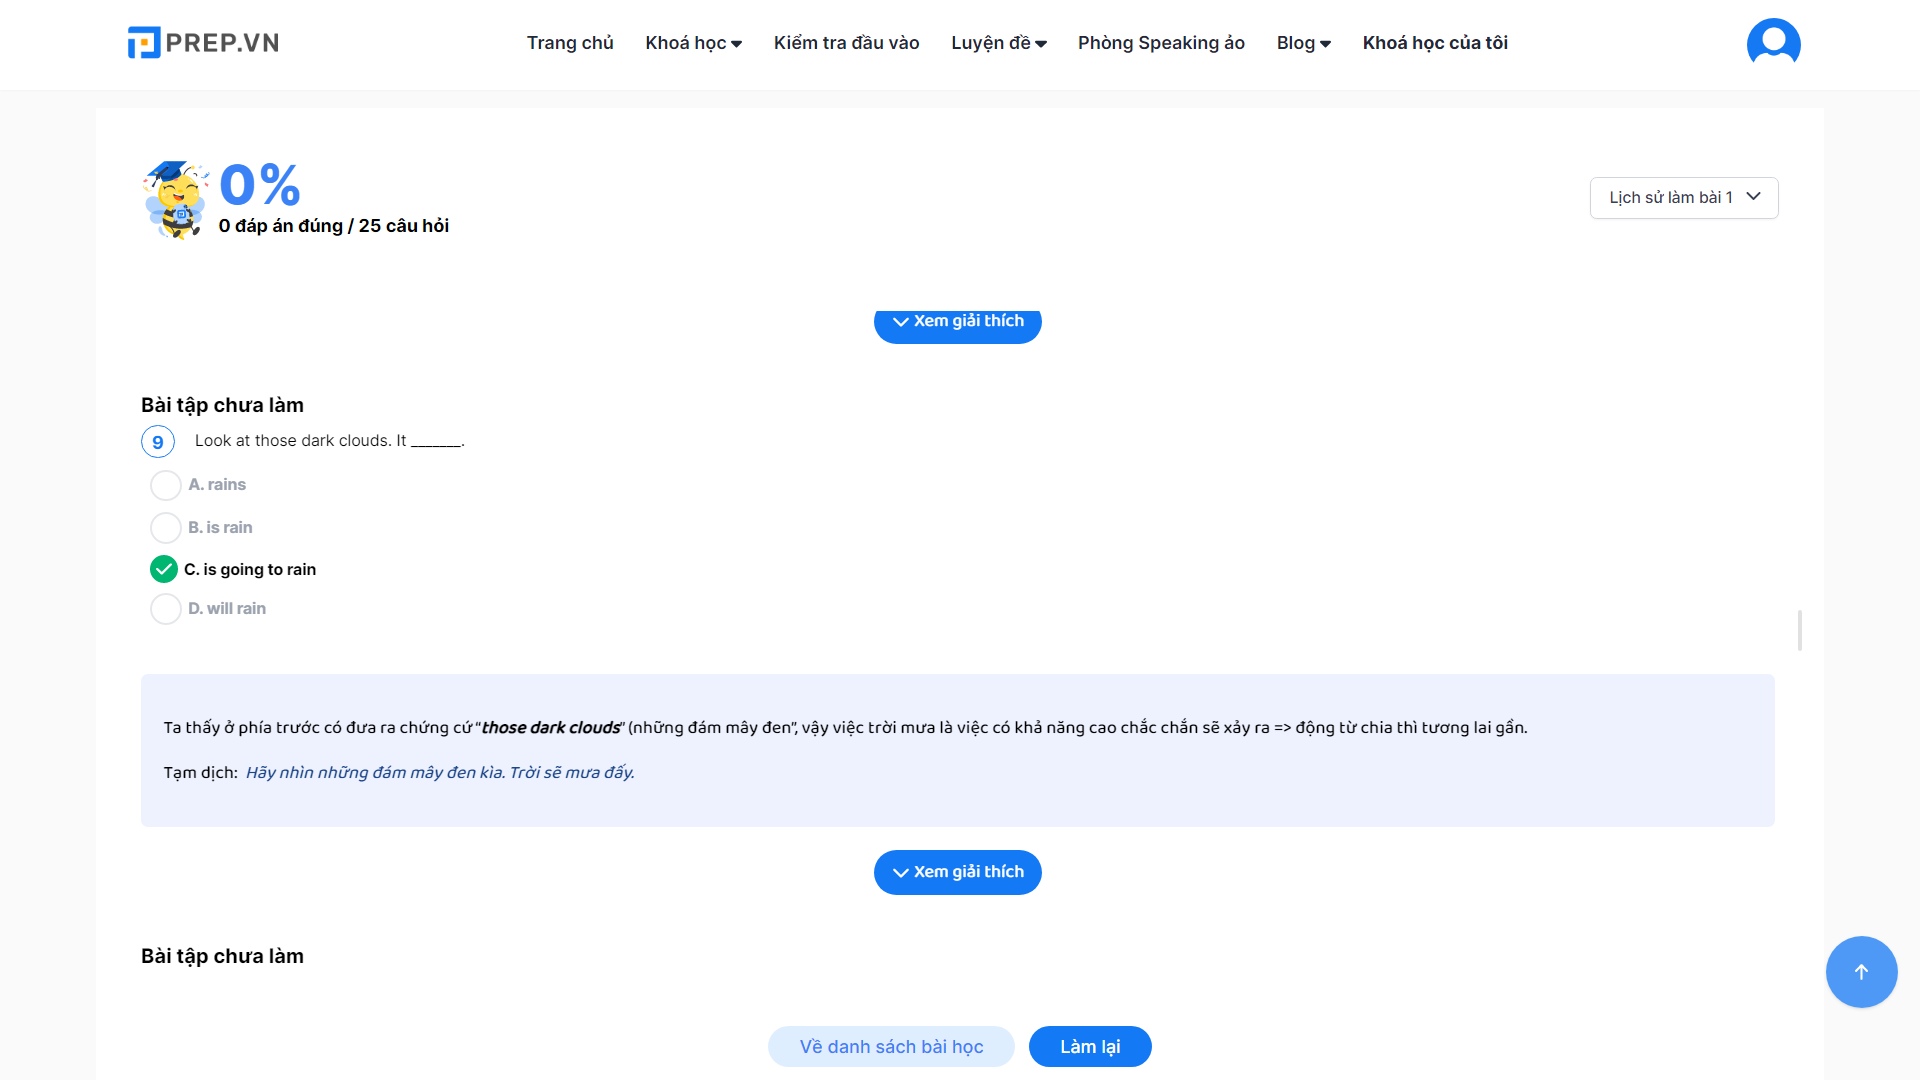 PREP.VN
Trang chủ Khoá học Kiểm tra đầu vào Luyện đề Phòng Speaking ảo Blog Khoá học của tôi
0%
0 đáp án đúng / 25 câu hỏi
Lịch sử làm bài 1
Xem giải thích
Bài tập chưa làm
9 Look at those dark clouds. It _______.
A. rains
B. is rain
C. is going to rain
D. will rain
Ta thấy ở phía trước có đưa ra chứng cứ “those dark clouds” (những đám mây đen”, vậy việc trời mưa là việc có khả năng cao chắc chắn sẽ xảy ra => động từ chia thì tương lai gần.
Tạm dịch: Hãy nhìn những đám mây đen kìa. Trời sẽ mưa đấy.
Xem giải thích
Bài tập chưa làm
Về danh sách bài học Làm lại